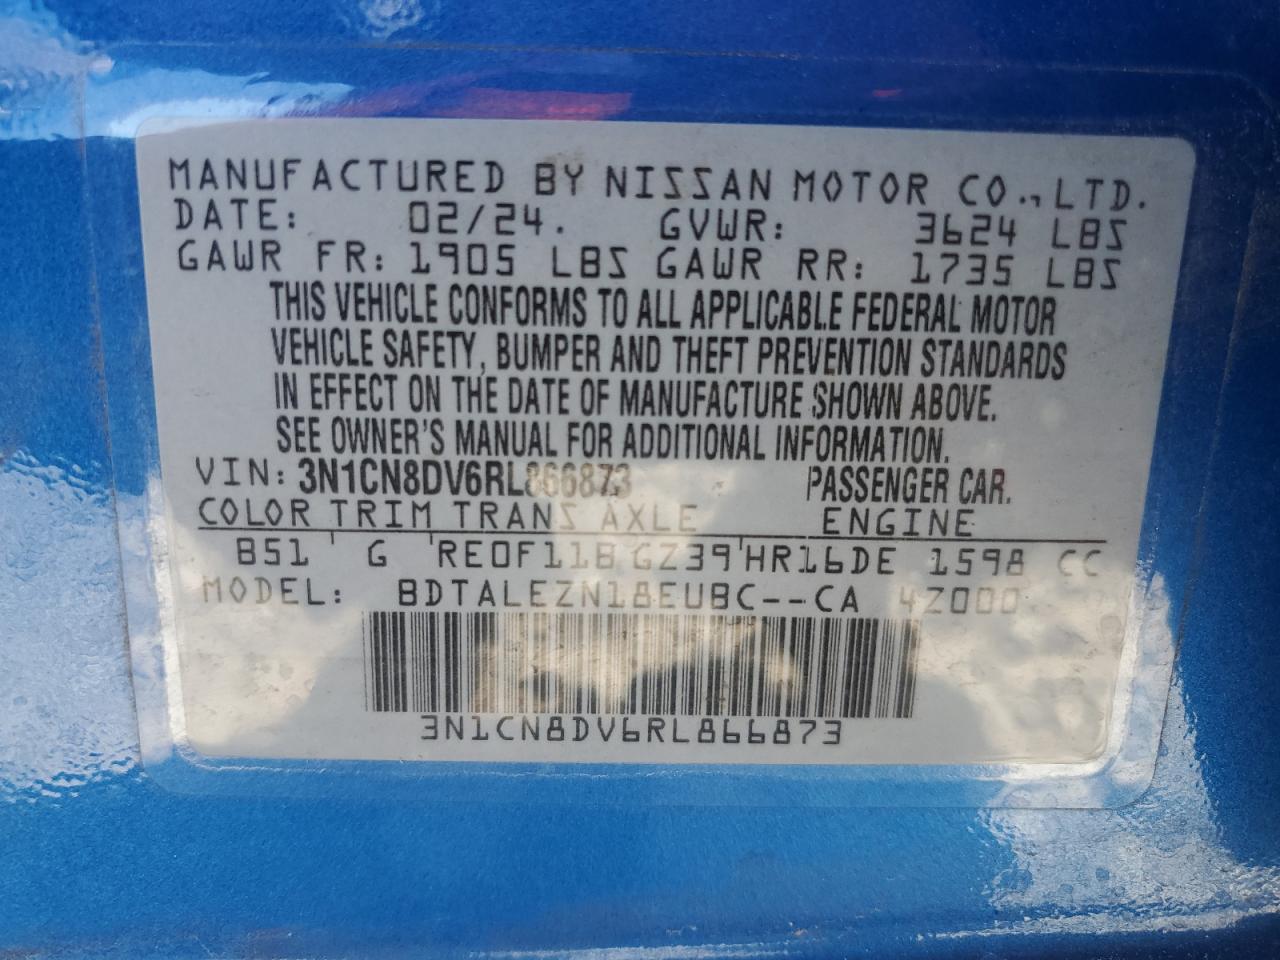 MANUFACTURED BY NISSAN MOTOR CO., LTD.
DATE: 02/24. GVWR: 3624 LBS
GAWR FR: 1905 LBS GAWR RR: 1735 LBS
THIS VEHICLE CONFORMS TO ALL APPLICABLE FEDERAL MOTOR
VEHICLE SAFETY, BUMPER AND THEFT PREVENTION STANDARDS
IN EFFECT ON THE DATE OF MANUFACTURE SHOWN ABOVE.
SEE OWNER'S MANUAL FOR ADDITIONAL INFORMATION.
VIN: 3N1CN8DV6RL866873 PASSENGER CAR.
COLOR TRIM TRANS AXLE ENGINE
B51 G RE0F11B GZ39 HR16DE 1598 CC
MODEL: BDTALEZN18EUBC--CA 4Z000
3N1CN8DV6RL866873